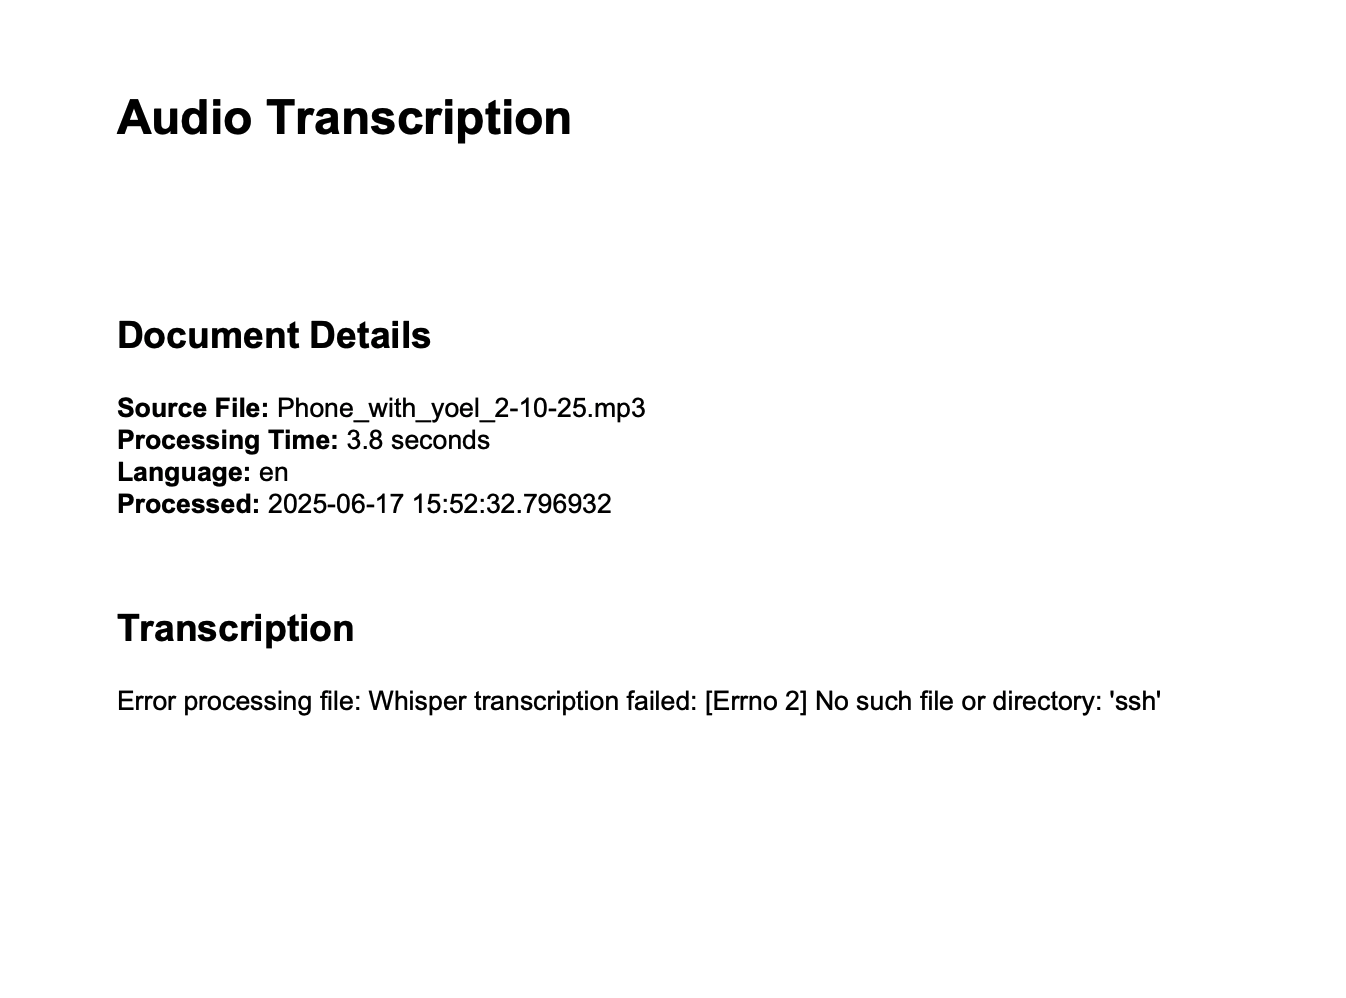 Audio Transcription
Document Details
Source File: Phone_with_yoel_2-10-25.mp3
Processing Time: 3.8 seconds
Language: en
Processed: 2025-06-17 15:52:32.796932
Transcription
Error processing file: Whisper transcription failed: [Errno 2] No such file or directory: 'ssh'